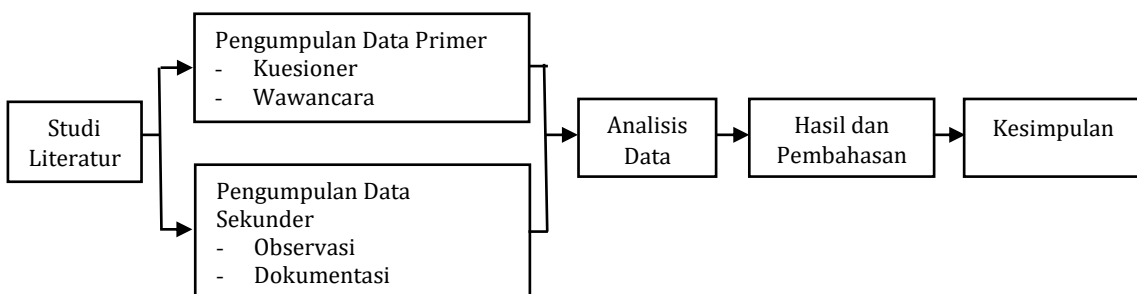 Studi
Literatur
Pengumpulan Data Primer
- Kuesioner
- Wawancara
Pengumpulan Data
Sekunder
- Observasi
- Dokumentasi
Analisis
Data
Hasil dan
Pembahasan
Kesimpulan